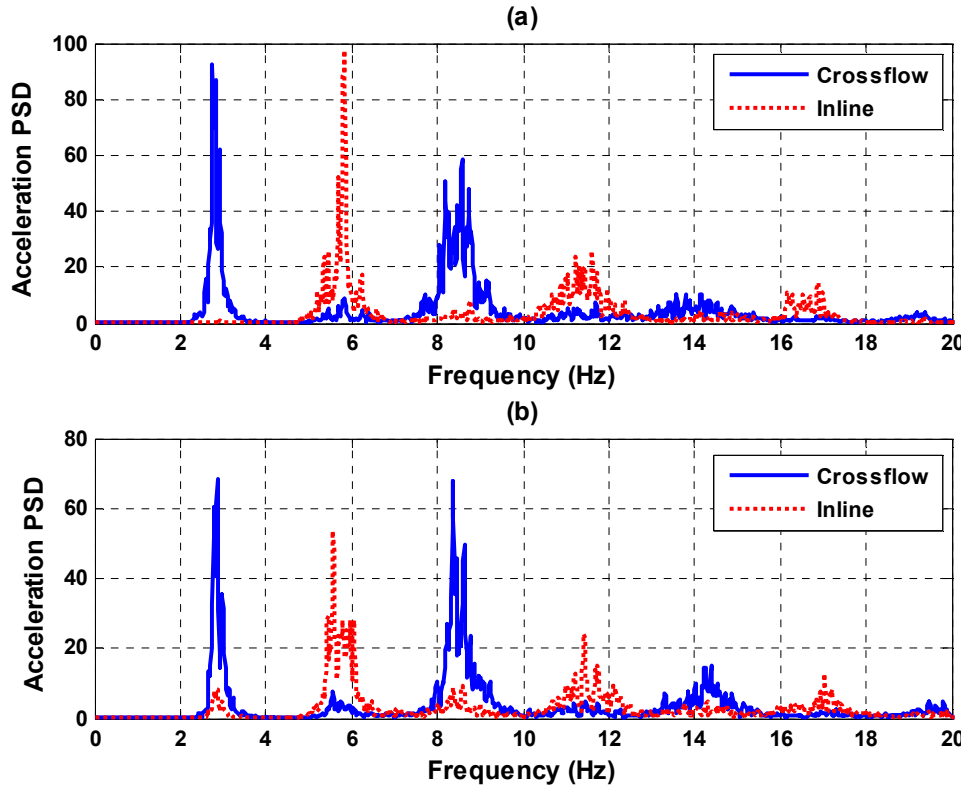 (a)
Acceleration PSD
100
80
60
40
20
0
Crossflow
Inline
0 2 4 6 8 10 12 14 16 18 20
Frequency (Hz)
(b)
Acceleration PSD
80
60
40
20
0
Crossflow
Inline
0 2 4 6 8 10 12 14 16 18 20
Frequency (Hz)